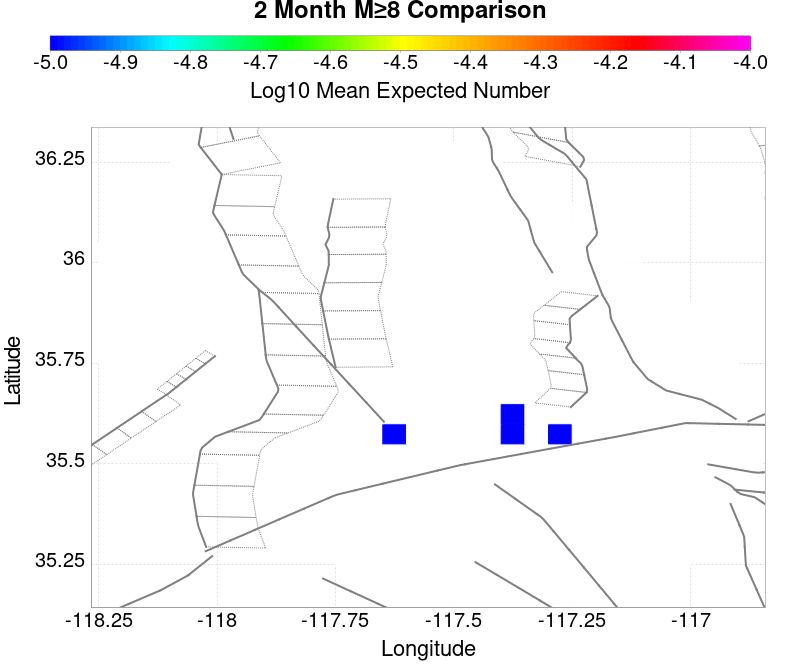 2 Month M≥8 Comparison
-5.0 -4.9 -4.8 -4.7 -4.6 -4.5 -4.4 -4.3 -4.2 -4.1 -4.0
Log10 Mean Expected Number
36.25
36
35.75
35.5
35.25
Latitude
-118.25 -118 -117.75 -117.5 -117.25 -117
Longitude